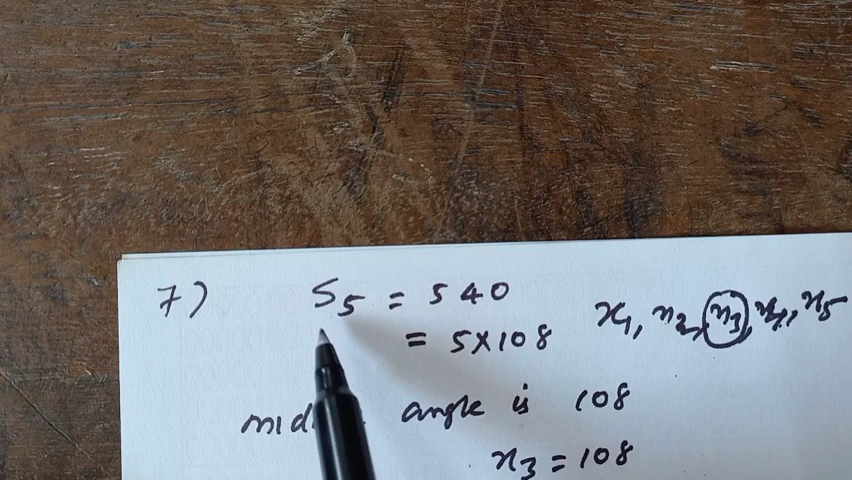 7) S5 = 540
= 5×108
x1, x2, x3, x4, x5
angle is 108
x3 = 108